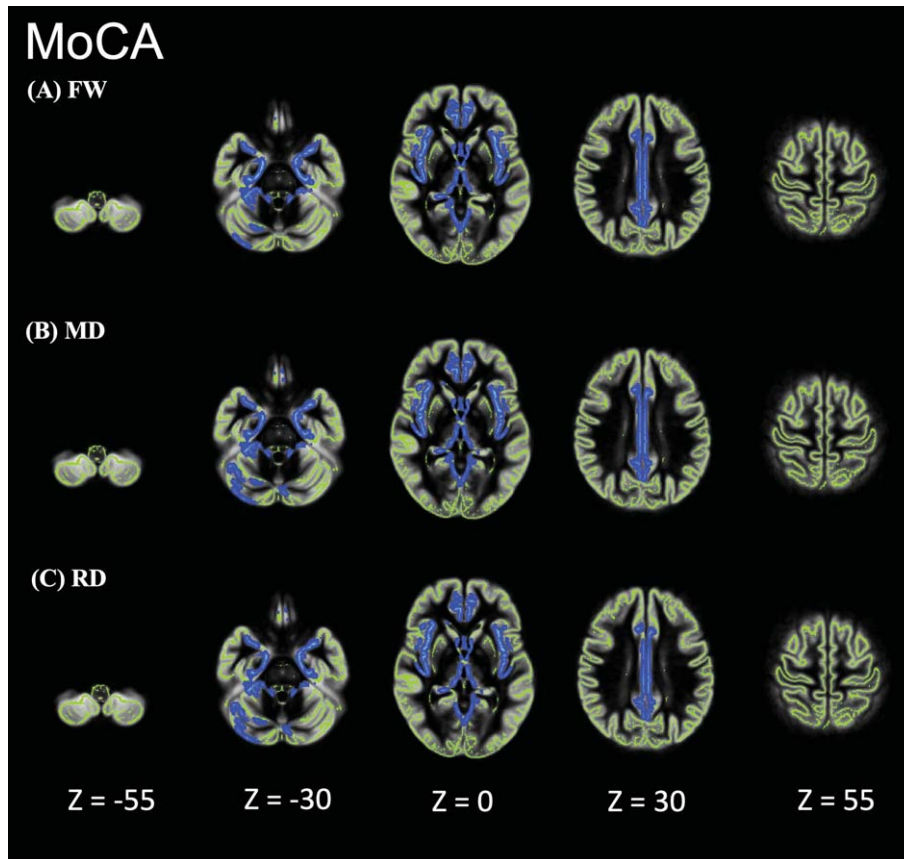 MoCA
(A) FW
(B) MD
(C) RD
Z = -55 Z = -30 Z = 0 Z = 30 Z = 55